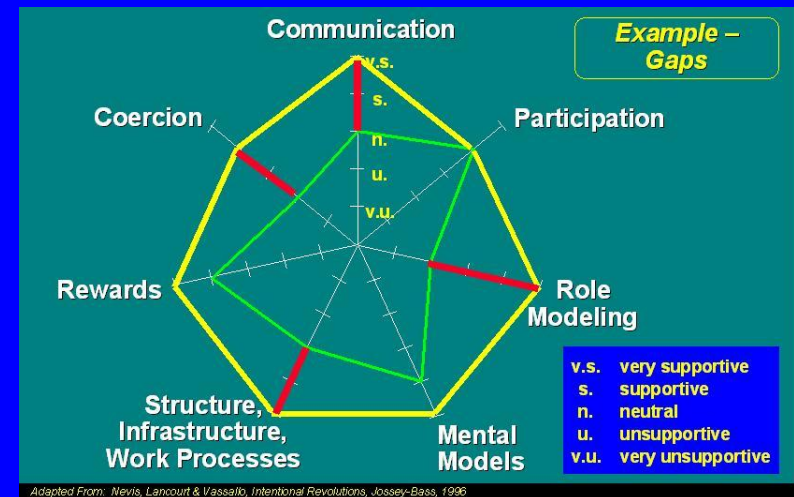 Communication
Example –
Gaps
v.s.
s.
n.
u.
v.u.
Coercion
Participation
Rewards
Role
Modeling
Structure,
Infrastructure,
Work Processes
Mental
Models
v.s. very supportive
s. supportive
n. neutral
u. unsupportive
v.u. very unsupportive
Adapted From: Nevis, Lancourt & Vassallo, Intentional Revolutions, Jossey-Bass, 1996